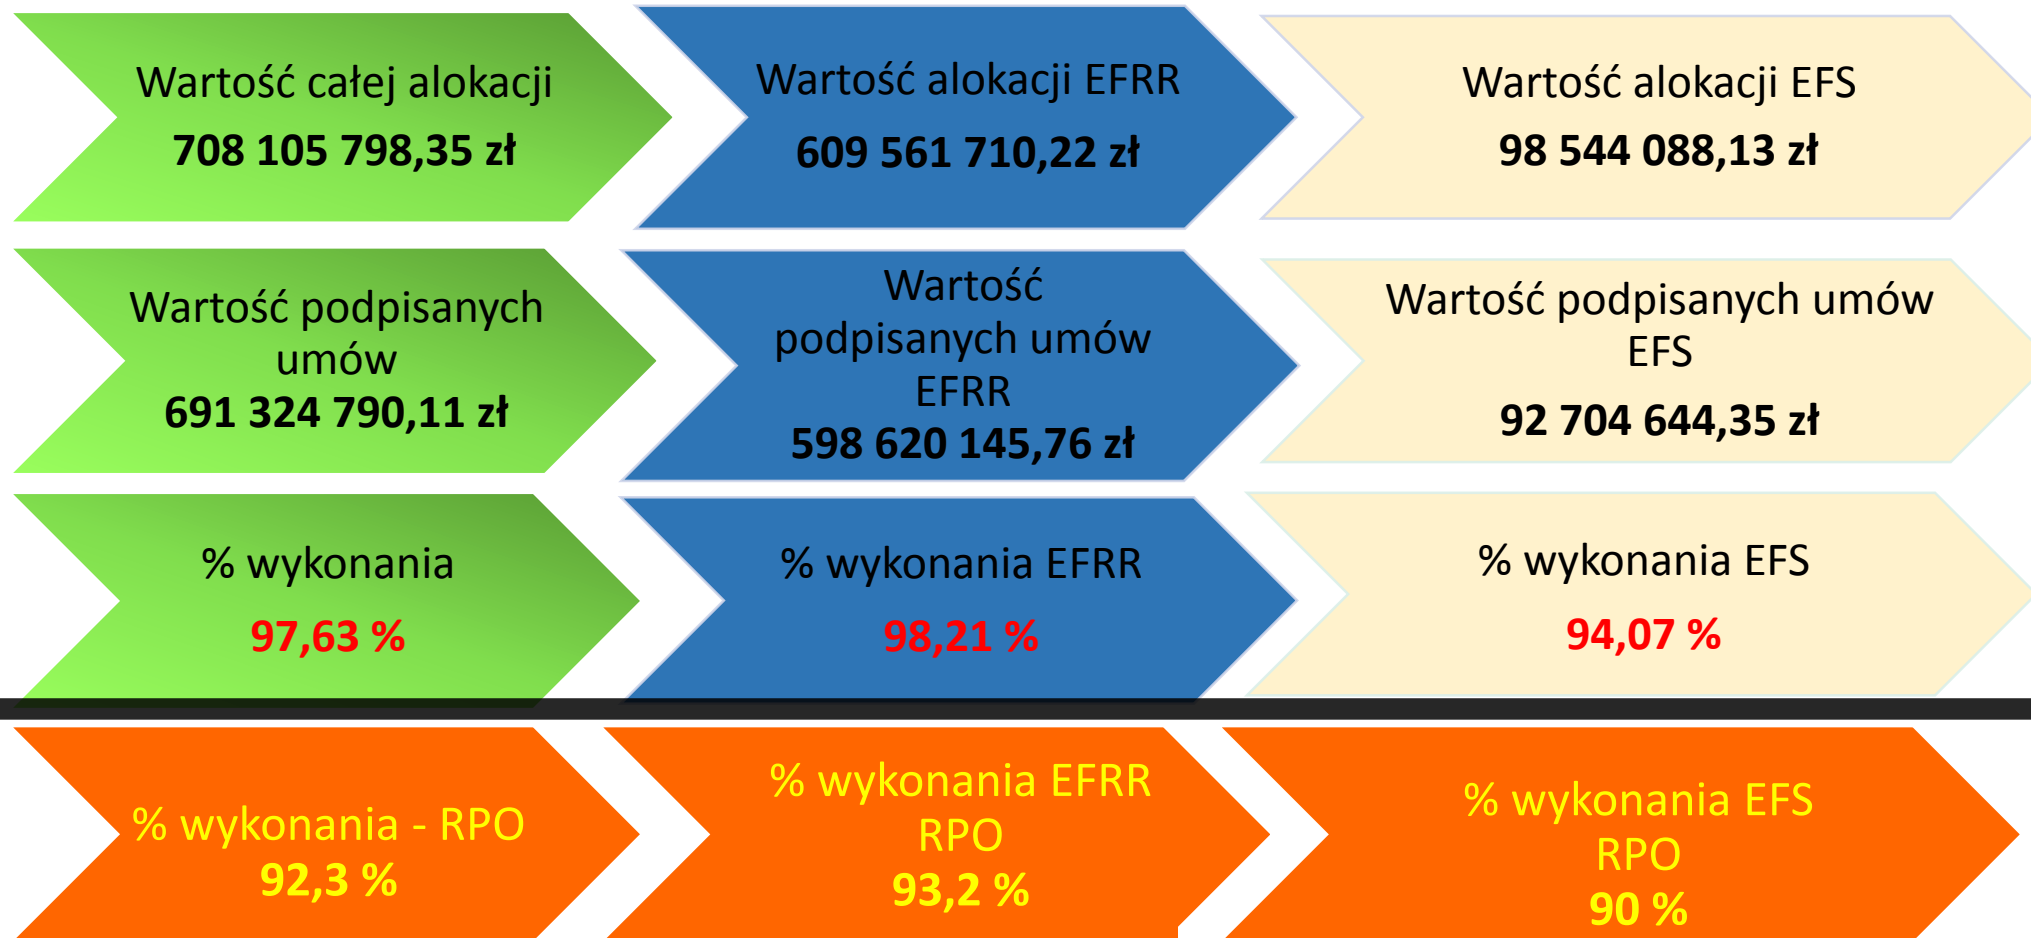 Wartość całej alokacji
708 105 798,35 zł
Wartość alokacji EFRR
609 561 710,22 zł
Wartość alokacji EFS
98 544 088,13 zł
Wartość podpisanych
umów
691 324 790,11 zł
Wartość
podpisanych umów
EFRR
598 620 145,76 zł
Wartość podpisanych umów
EFS
92 704 644,35 zł
% wykonania
97,63 %
% wykonania EFRR
98,21 %
% wykonania EFS
94,07 %
% wykonania - RPO
92,3 %
% wykonania EFRR
RPO
93,2 %
% wykonania EFS
RPO
90 %